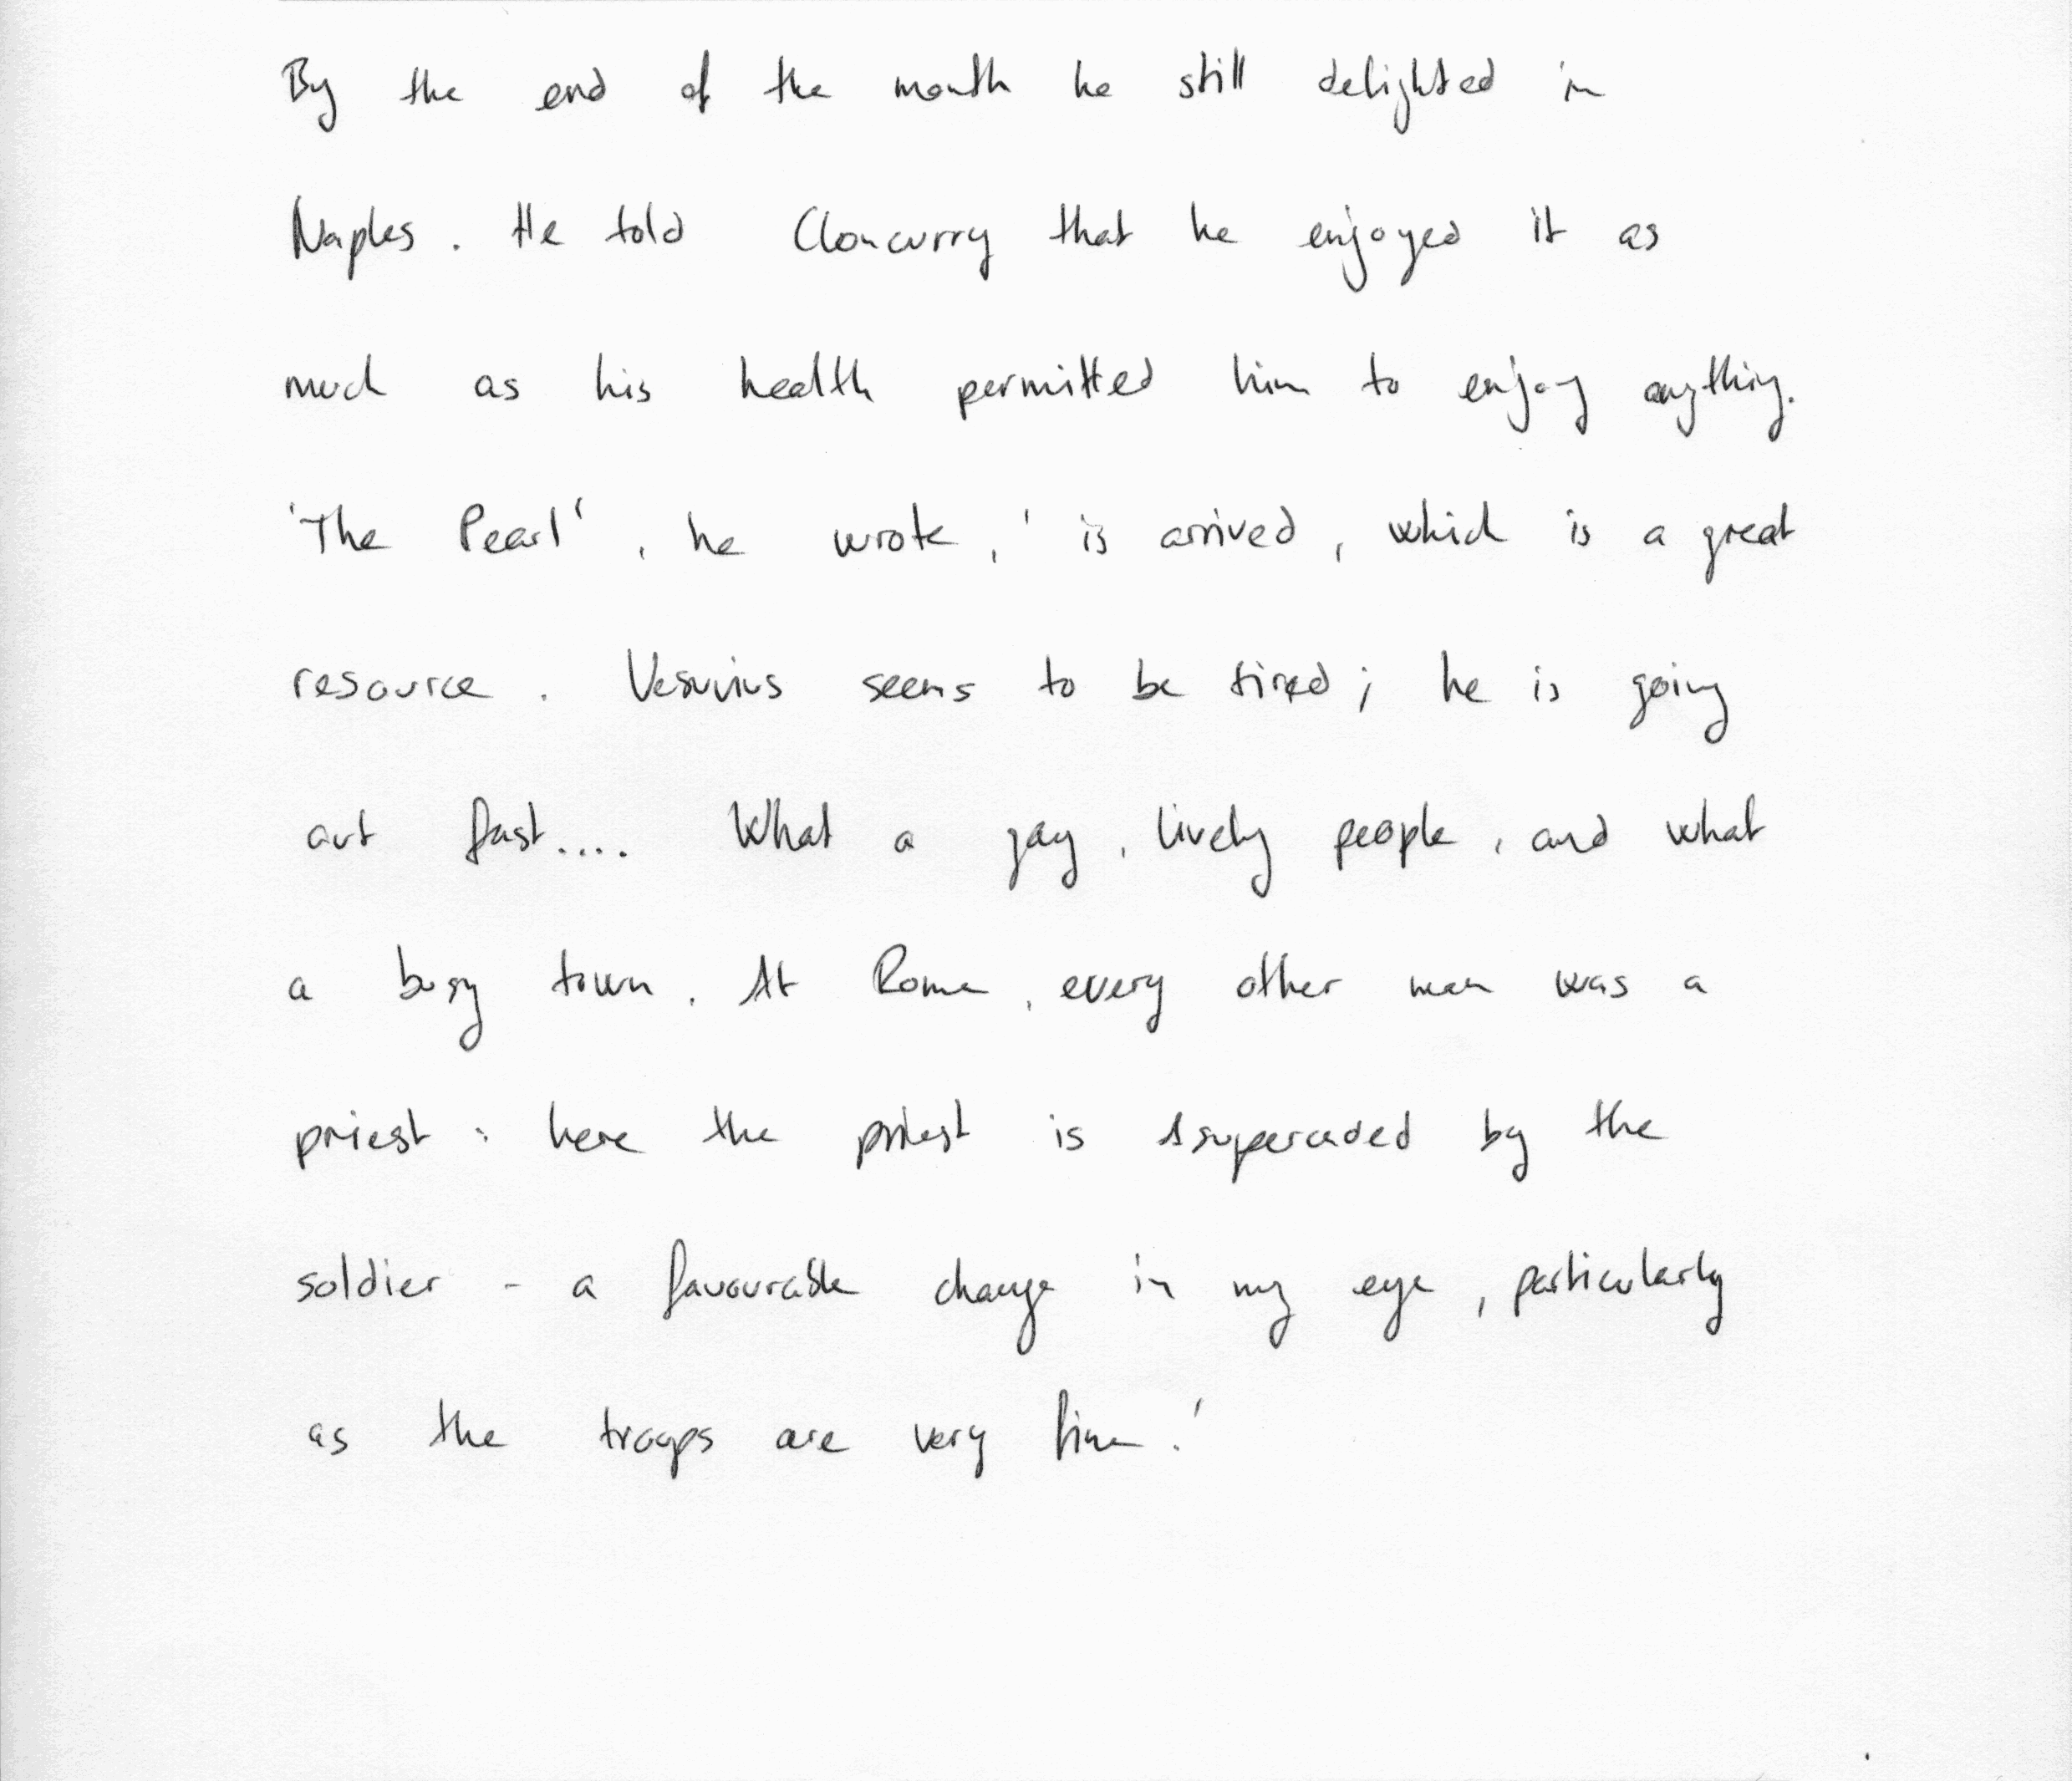 By the end of the month he still delighted in
Naples. He told Cloncurry that he enjoyed it as
much as his health permitted him to enjoy anything.
'The Pearl', he wrote, 'is arrived, which is a great
resource. Vesuvius seems to be tired; he is going
out fast.... What a gay, lively people, and what
a busy town. At Rome, every other man was a
priest: here the priest is superceded by the
soldier - a favourable change in my eye, particularly
as the troops are very fine.'